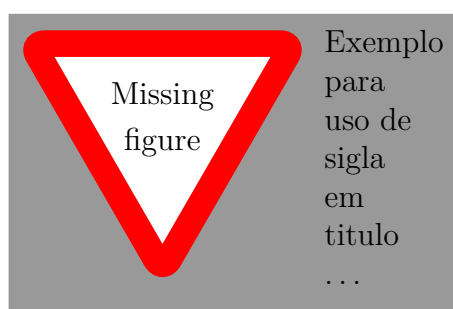 Missing
figure
Exemplo
para
uso de
sigla
em
titulo
...